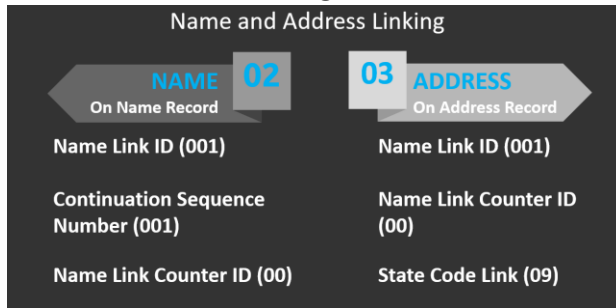 Name and Address Linking
NAME 02
On Name Record
03 ADDRESS
On Address Record
Name Link ID (001)
Continuation Sequence
Number (001)
Name Link Counter ID (00)
Name Link ID (001)
Name Link Counter ID
(00)
State Code Link (09)